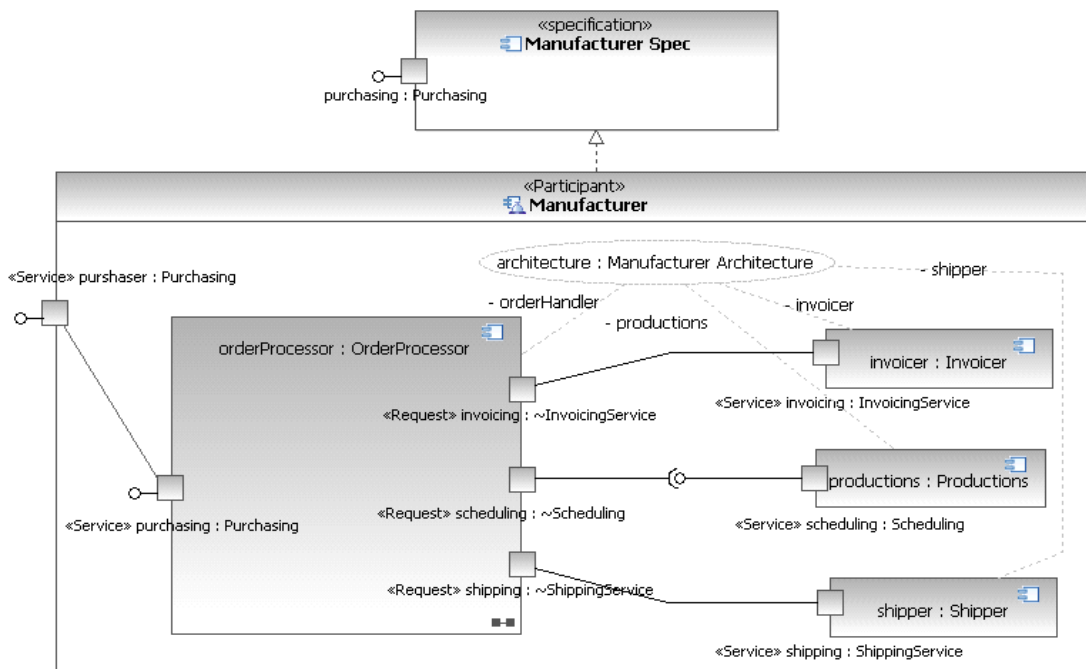 «specification»
Manufacturer Spec
purchasing : Purchasing
«Participant»
Manufacturer
architecture : Manufacturer Architecture
- shipper
«Service» purshaser : Purchasing
- orderHandler
- invoicer
- productions
orderProcessor : OrderProcessor
invoicer : Invoicer
«Request» invoicing : ~InvoicingService
«Service» invoicing : InvoicingService
productions : Productions
«Request» scheduling : ~Scheduling
«Service» scheduling : Scheduling
«Service» purchasing : Purchasing
«Request» shipping : ~ShippingService
shipper : Shipper
«Service» shipping : ShippingService